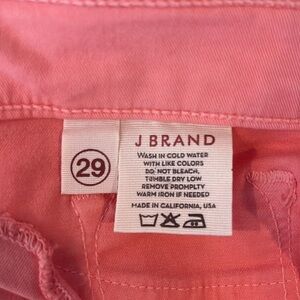 29
J BRAND
WASH IN COLD WATER
WITH LIKE COLORS
DO NOT BLEACH,
TUMBLE DRY LOW
REMOVE PROMPTLY
WARM IRON IF NEEDED
MADE IN CALIFORNIA, USA